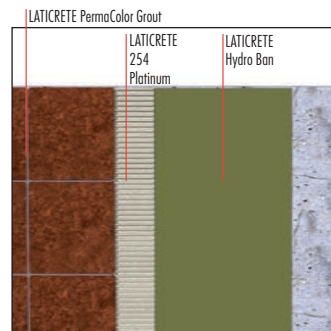 LATICRETE PermaColor Grout
LATICRETE
254
Platinum
LATICRETE
Hydro Ban